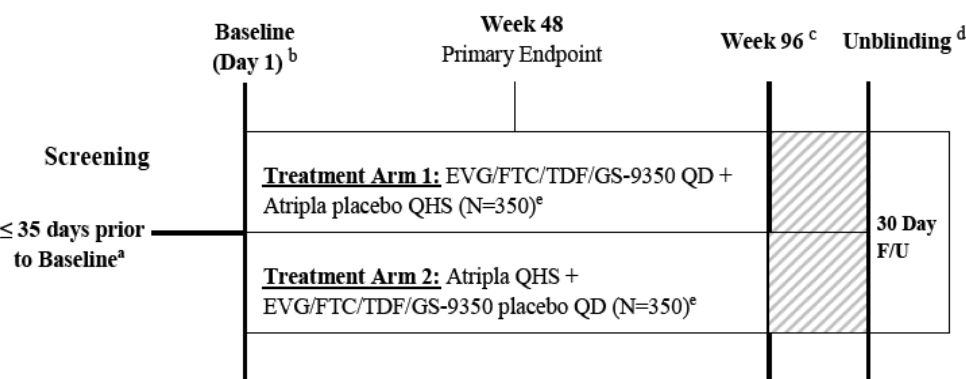 Baseline
(Day 1) b
Week 48
Primary Endpoint
Week 96 c
Unblinding d
Screening
≤ 35 days prior
to Baselineª
Treatment Arm 1: EVG/FTC/TDF/GS-9350 QD +
Atripla placebo QHS (N=350)e
Treatment Arm 2: Atripla QHS +
EVG/FTC/TDF/GS-9350 placebo QD (N=350)e
30 Day
F/U